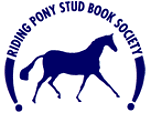 RIDING PONY STUD BOOK SOCIETY